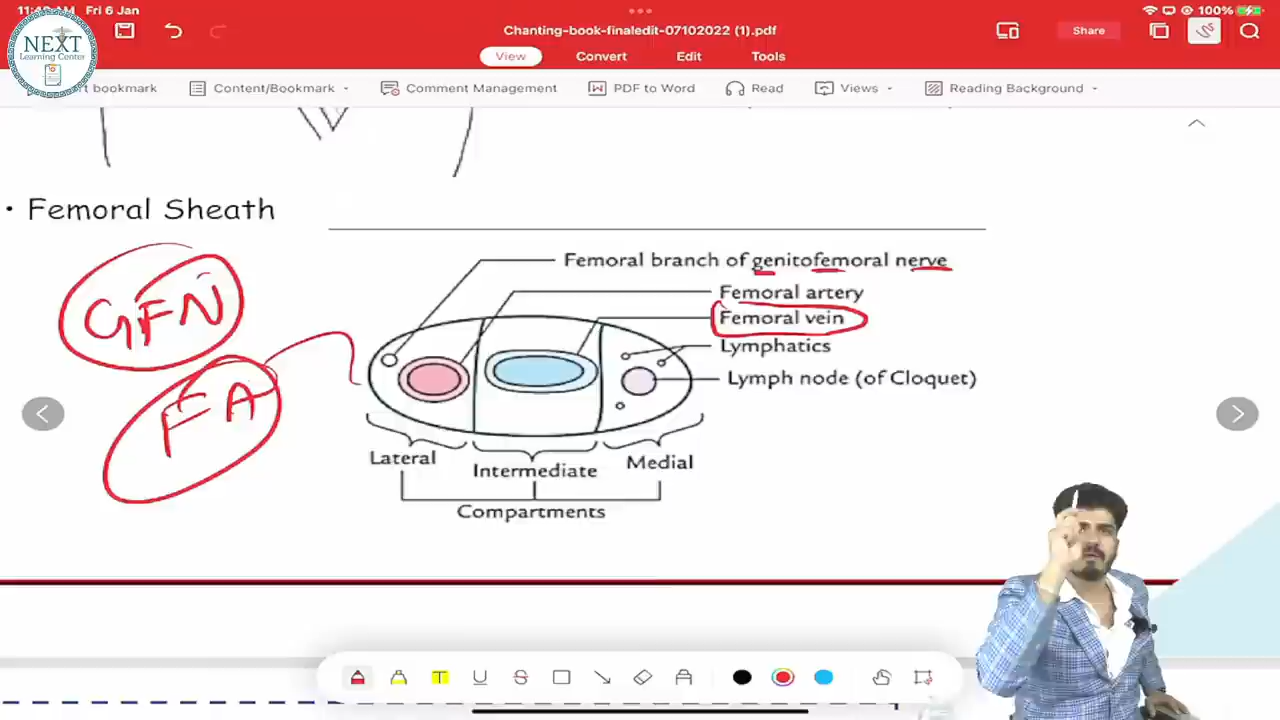 11:49 AM Fri 6 Jan
100%
NEXT
Learning Center
Chanting-book-finaledit-07102022 (1).pdf
Share
View
Convert
Edit
Tools
t bookmark
Content/Bookmark
Comment Management
PDF to Word
Read
Views
Reading Background
• Femoral Sheath
GFN
FA
Femoral branch of genitofemoral nerve
Femoral artery
Femoral vein
Lymphatics
Lymph node (of Cloquet)
Lateral
Intermediate
Medial
Compartments
T
U
S